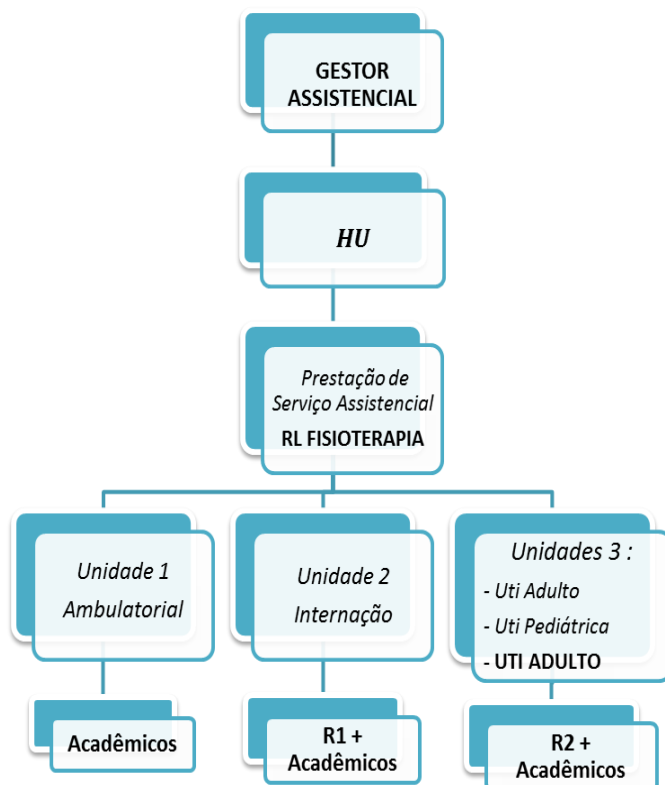 GESTOR
ASSISTENCIAL
HU
Prestação de
Serviço Assistencial
RL FISIOTERAPIA
Unidade 1
Ambulatorial
Unidade 2
Internação
Unidades 3 :
- Uti Adulto
- Uti Pediátrica
- UTI ADULTO
Acadêmicos
R1 +
Acadêmicos
R2 +
Acadêmicos